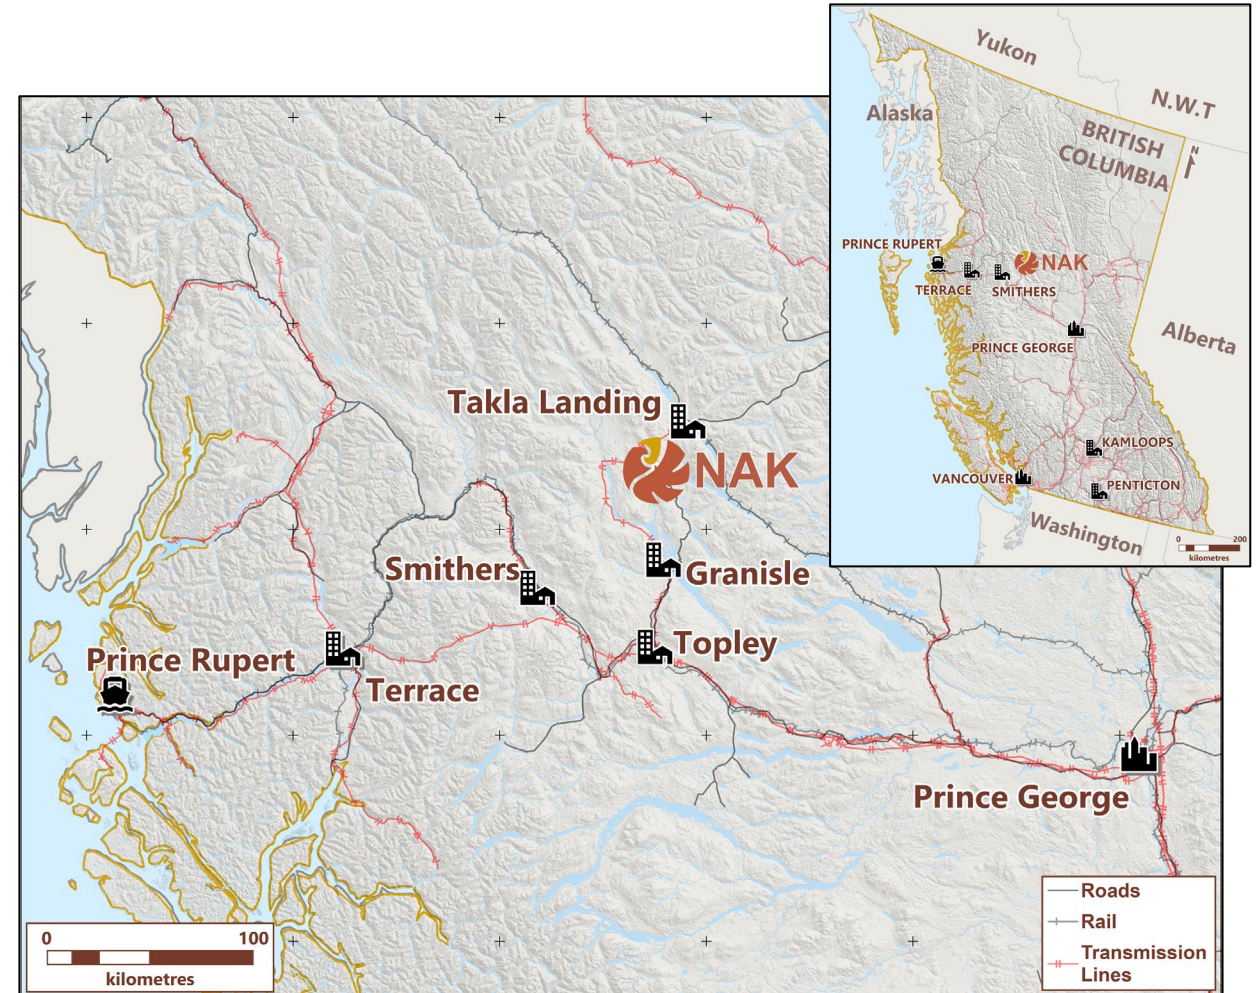 Yukon
N.W.T
Alaska
BRITISH
COLUMBIA
N
PRINCE RUPERT
NAK
TERRACE
SMITHERS
PRINCE GEORGE
Alberta
KAMLOOPS
VANCOUVER
PENTICTON
Washington
0 200
kilometres
Takla Landing
NAK
Smithers
Granisle
Topley
Prince Rupert
Terrace
Prince George
0 100
kilometres
Roads
Rail
Transmission
Lines